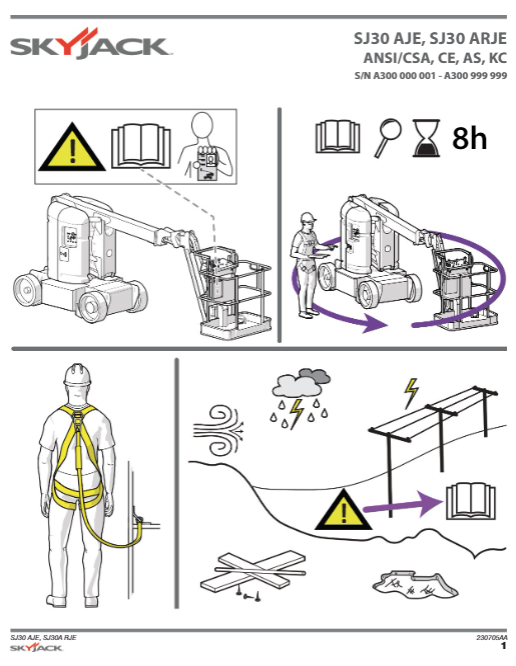 SKYJACK
SJ30 AJE, SJ30 ARJE
ANSI/CSA, CE, AS, KC
S/N A300 000 001 - A300 999 999
8h
SJ30 AJE, SJ30A RJE
SKYJACK
230705AA
1